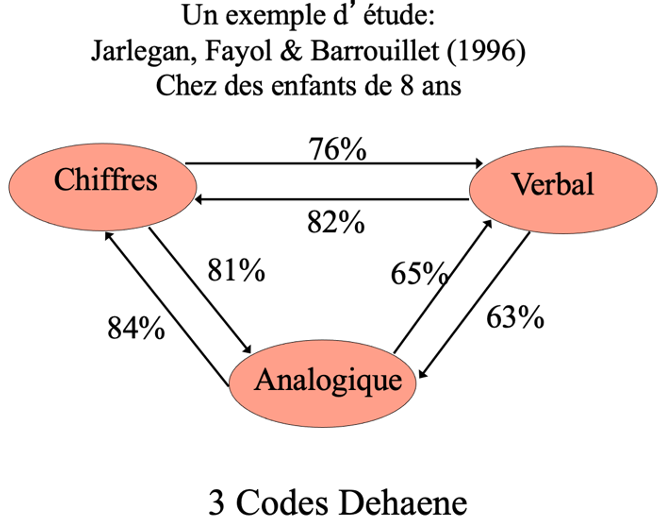 Un exemple d’ étude:
Jarlegan, Fayol & Barrouillet (1996)
Chez des enfants de 8 ans
76%
Chiffres
Verbal
82%
81%
65%
84%
63%
Analogique
3 Codes Dehaene